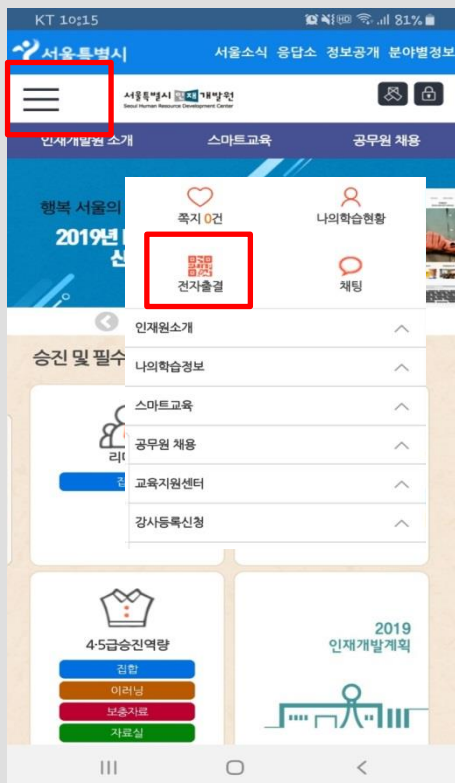 KT 10:15 81%
서울특별시 서울소식 응답소 정보공개 분야별정보
서울특별시 인재개발원
Seoul Human Resource Development Center
인재개발원 소개 스마트교육 공무원 채용
행복 서울의
2019년
쪽지 0건 나의학습현황
전자출결 채팅
인재원소개
나의학습정보
승진 및 필수
스마트교육
공무원 채용
교육지원센터
강사등록신청
4·5급승진역량
집합
이러닝
보충자료
자료실
2019
인재개발계획